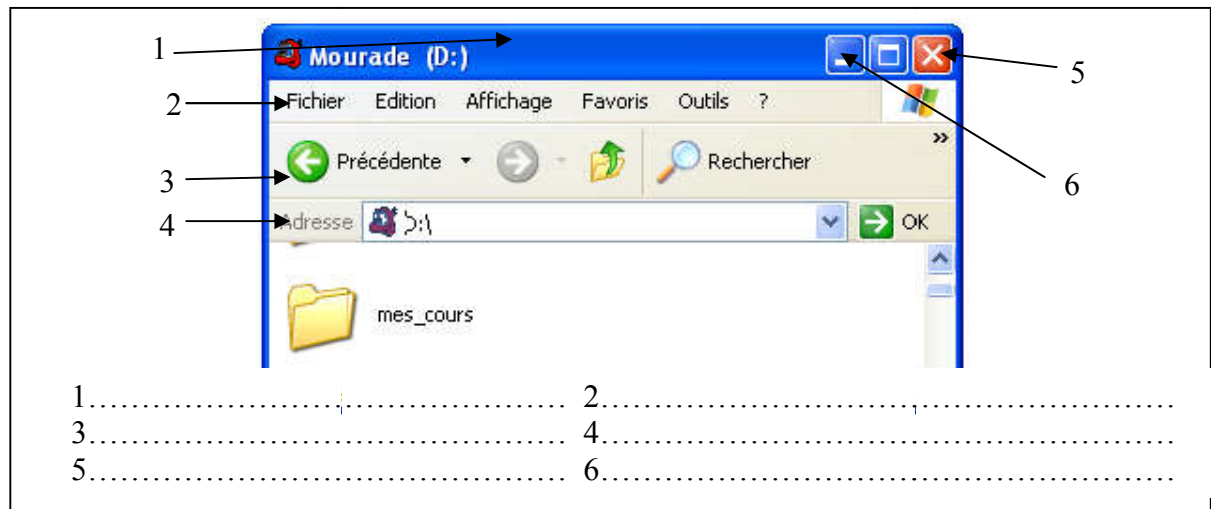 1
Mourade (D:)
5
2
Fichier Edition Affichage Favoris Outils ?
3
Précédente Rechercher »
6
4
Adresse :\ OK
mes_cours
1………………………………………… 2…………………………………………………
3………………………………………… 4…………………………………………………
5………………………………………… 6…………………………………………………